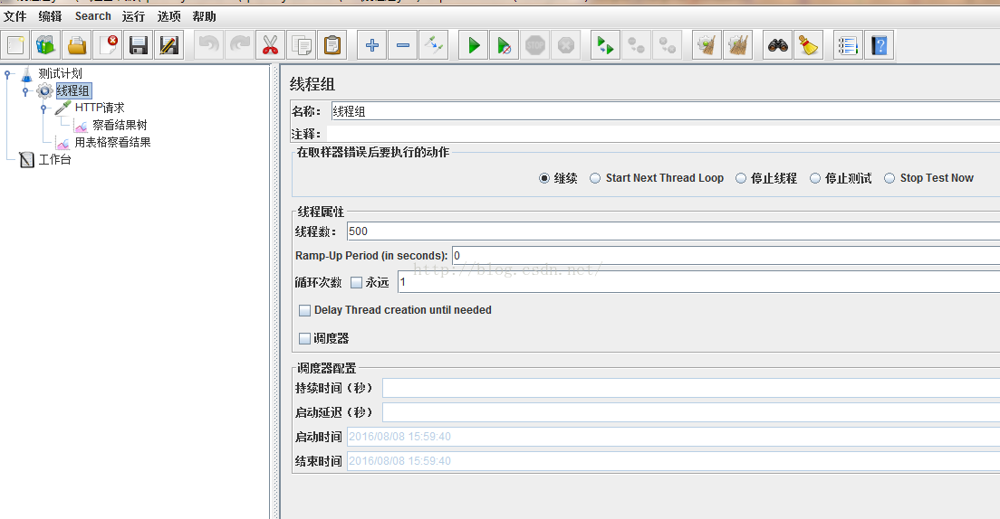 文件 编辑 Search 运行 选项 帮助
STOP
测试计划
线程组
HTTP请求
察看结果树
用表格察看结果
工作台
线程组
名称： 线程组
注释：
在取样器错误后要执行的动作
继续 Start Next Thread Loop 停止线程 停止测试 Stop Test Now
线程属性
线程数： 500
Ramp-Up Period (in seconds): 0
http://blog.csdn.net/
循环次数 永远 1
Delay Thread creation until needed
调度器
调度器配置
持续时间（秒）
启动延迟（秒）
启动时间 2016/08/08 15:59:40
结束时间 2016/08/08 15:59:40